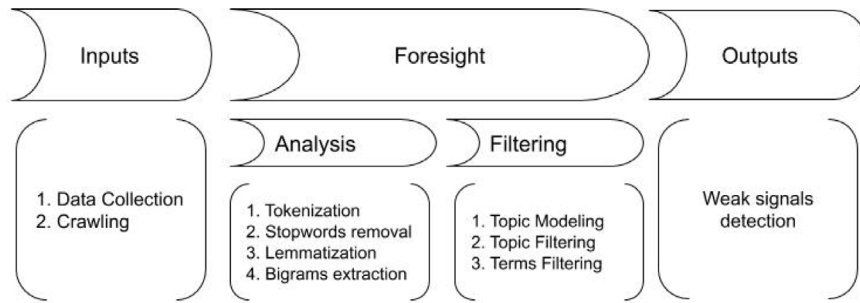 Inputs
Foresight
Outputs
Analysis
Filtering
1. Data Collection
2. Crawling
1. Tokenization
2. Stopwords removal
3. Lemmatization
4. Bigrams extraction
1. Topic Modeling
2. Topic Filtering
3. Terms Filtering
Weak signals
detection